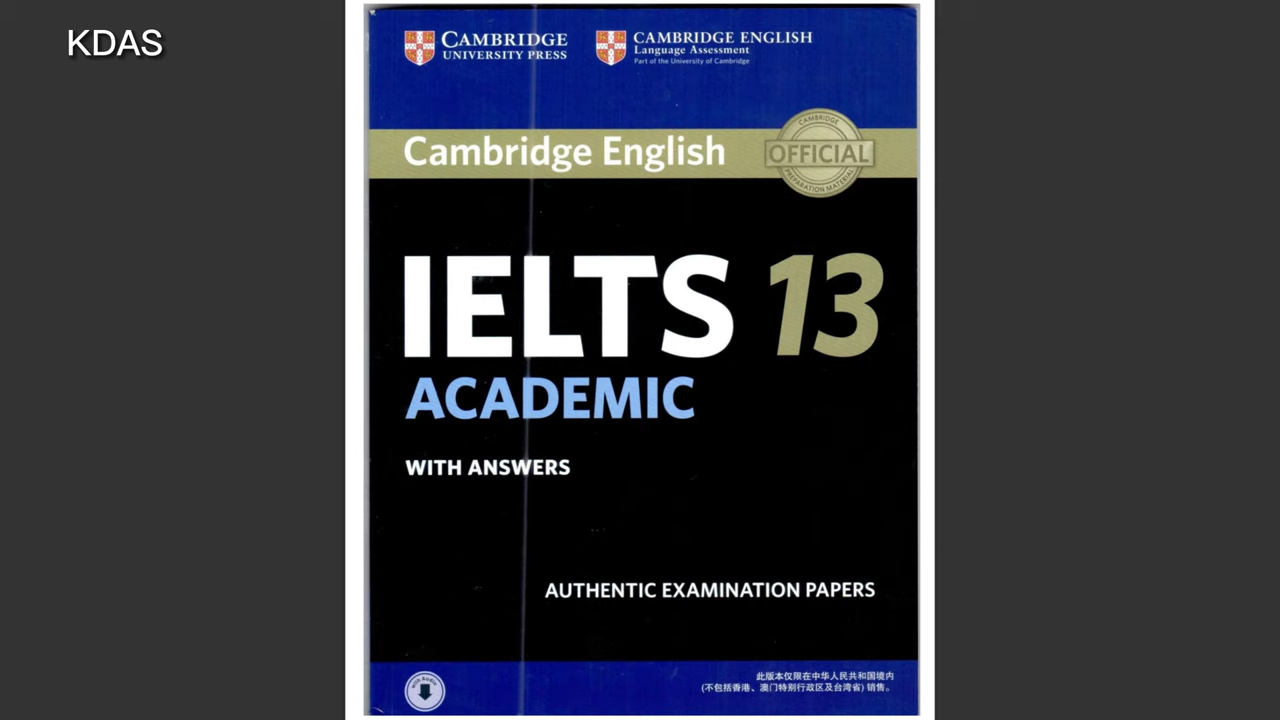 KDAS
CAMBRIDGE
UNIVERSITY PRESS
CAMBRIDGE ENGLISH
Language Assessment
Part of the University of Cambridge
Cambridge English
CAMBRIDGE
OFFICIAL
PREPARATION MATERIAL
IELTS 13
ACADEMIC
WITH ANSWERS
AUTHENTIC EXAMINATION PAPERS
with Audio
此版本仅限在中华人民共和国境内
(不包括香港、澳门特别行政区及台湾省) 销售。